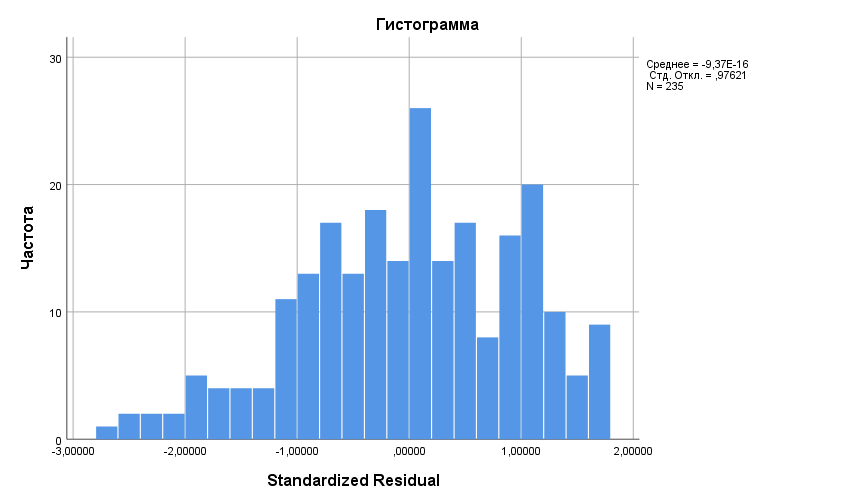 Гистограмма
Среднее = -9,37E-16
Стд. Откл. = ,97621
N = 235
Частота
30
20
10
0
-3,00000 -2,00000 -1,00000 ,00000 1,00000 2,00000
Standardized Residual